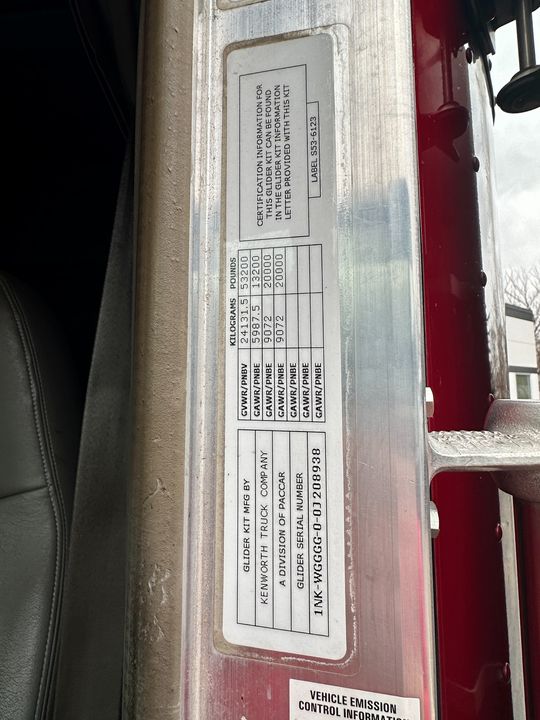 GLIDER KIT MFG BY
KENWORTH TRUCK COMPANY
A DIVISION OF PACCAR
GLIDER SERIAL NUMBER
1NK-WGGGG-0-0J208938
KILOGRAMS POUNDS
GVWR/PNBV 24131.5 53200
GAWR/PNBE 5987.5 13200
GAWR/PNBE 9072 20000
GAWR/PNBE 9072 20000
GAWR/PNBE
GAWR/PNBE
GAWR/PNBE
CERTIFICATION INFORMATION FOR
THIS GLIDER KIT CAN BE FOUND
IN THE GLIDER KIT INFORMATION
LETTER PROVIDED WITH THIS KIT
LABEL S53-6123
VEHICLE EMISSION
CONTROL INFORMATION